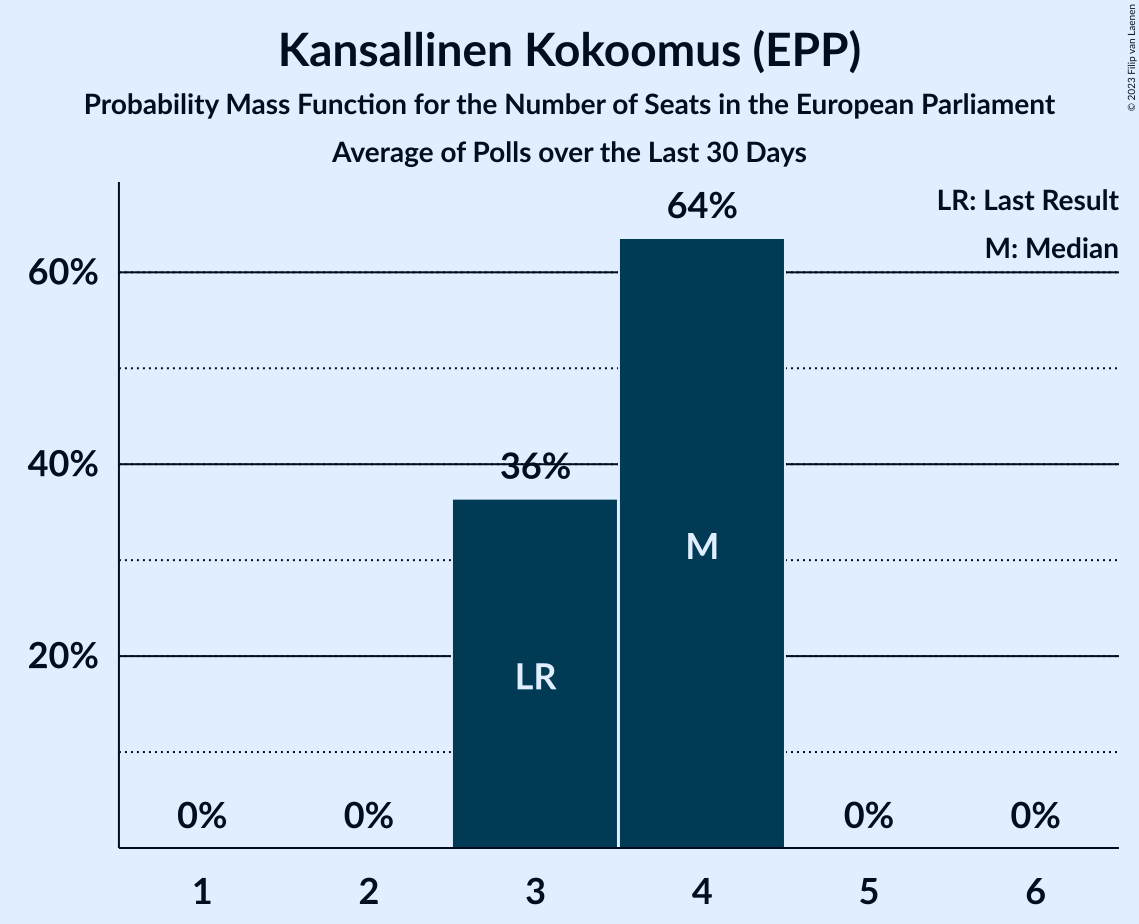 Kansallinen Kokoomus (EPP)
Probability Mass Function for the Number of Seats in the European Parliament
Average of Polls over the Last 30 Days
© 2023 Filip van Laenen
LR: Last Result
M: Median
64%
60%
40%
36%
M
20%
LR
0% 0% 0% 0%
1 2 3 4 5 6